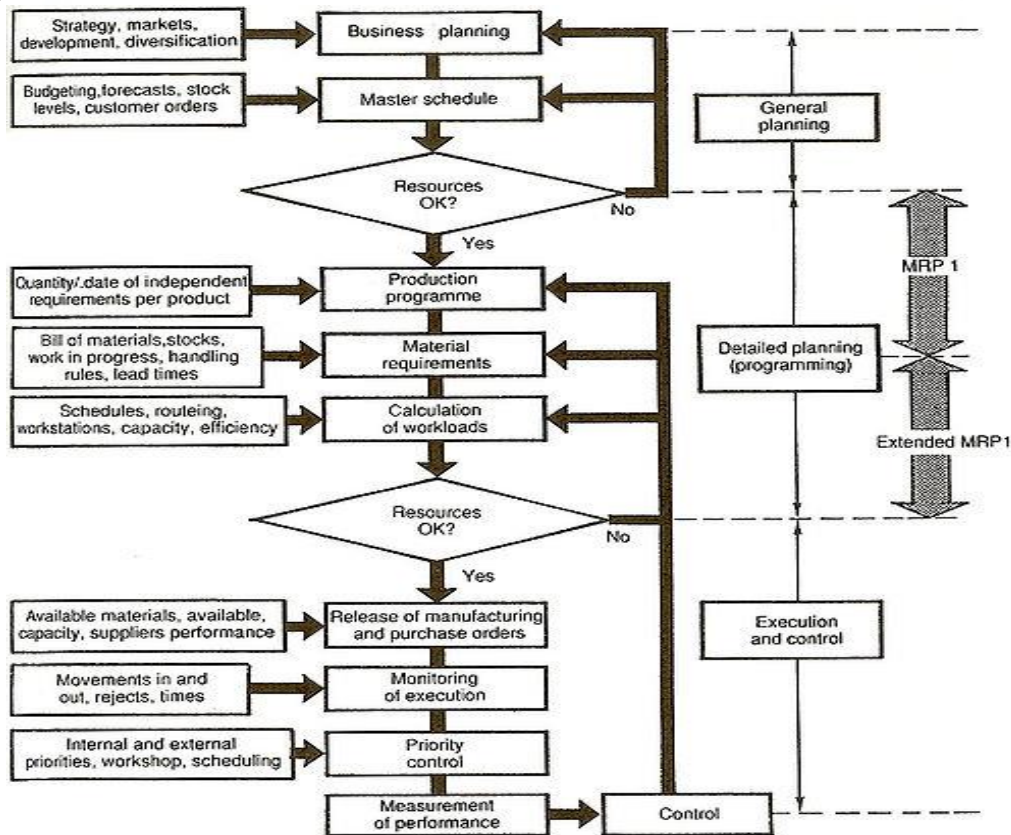 Strategy, markets,
development, diversification
Business planning
Budgeting,forecasts, stock
levels, customer orders
Master schedule
General
planning
Resources
OK?
No
Yes
MRP 1
Quantity/.date of independent
requirements per product
Production
programme
Bill of materials,stocks,
work in progress, handling
rules, lead times
Material
requirements
Detailed planning
(programming)
Schedules, routeing,
workstations, capacity, efficiency
Calculation
of workloads
Extended MRP1
Resources
OK?
No
Yes
Available materials, available,
capacity, suppliers performance
Release of manufacturing
and purchase orders
Execution
and control
Movements in and
out, rejects, times
Monitoring
of execution
Internal and external
priorities, workshop, scheduling
Priority
control
Measurement
of performance
Control